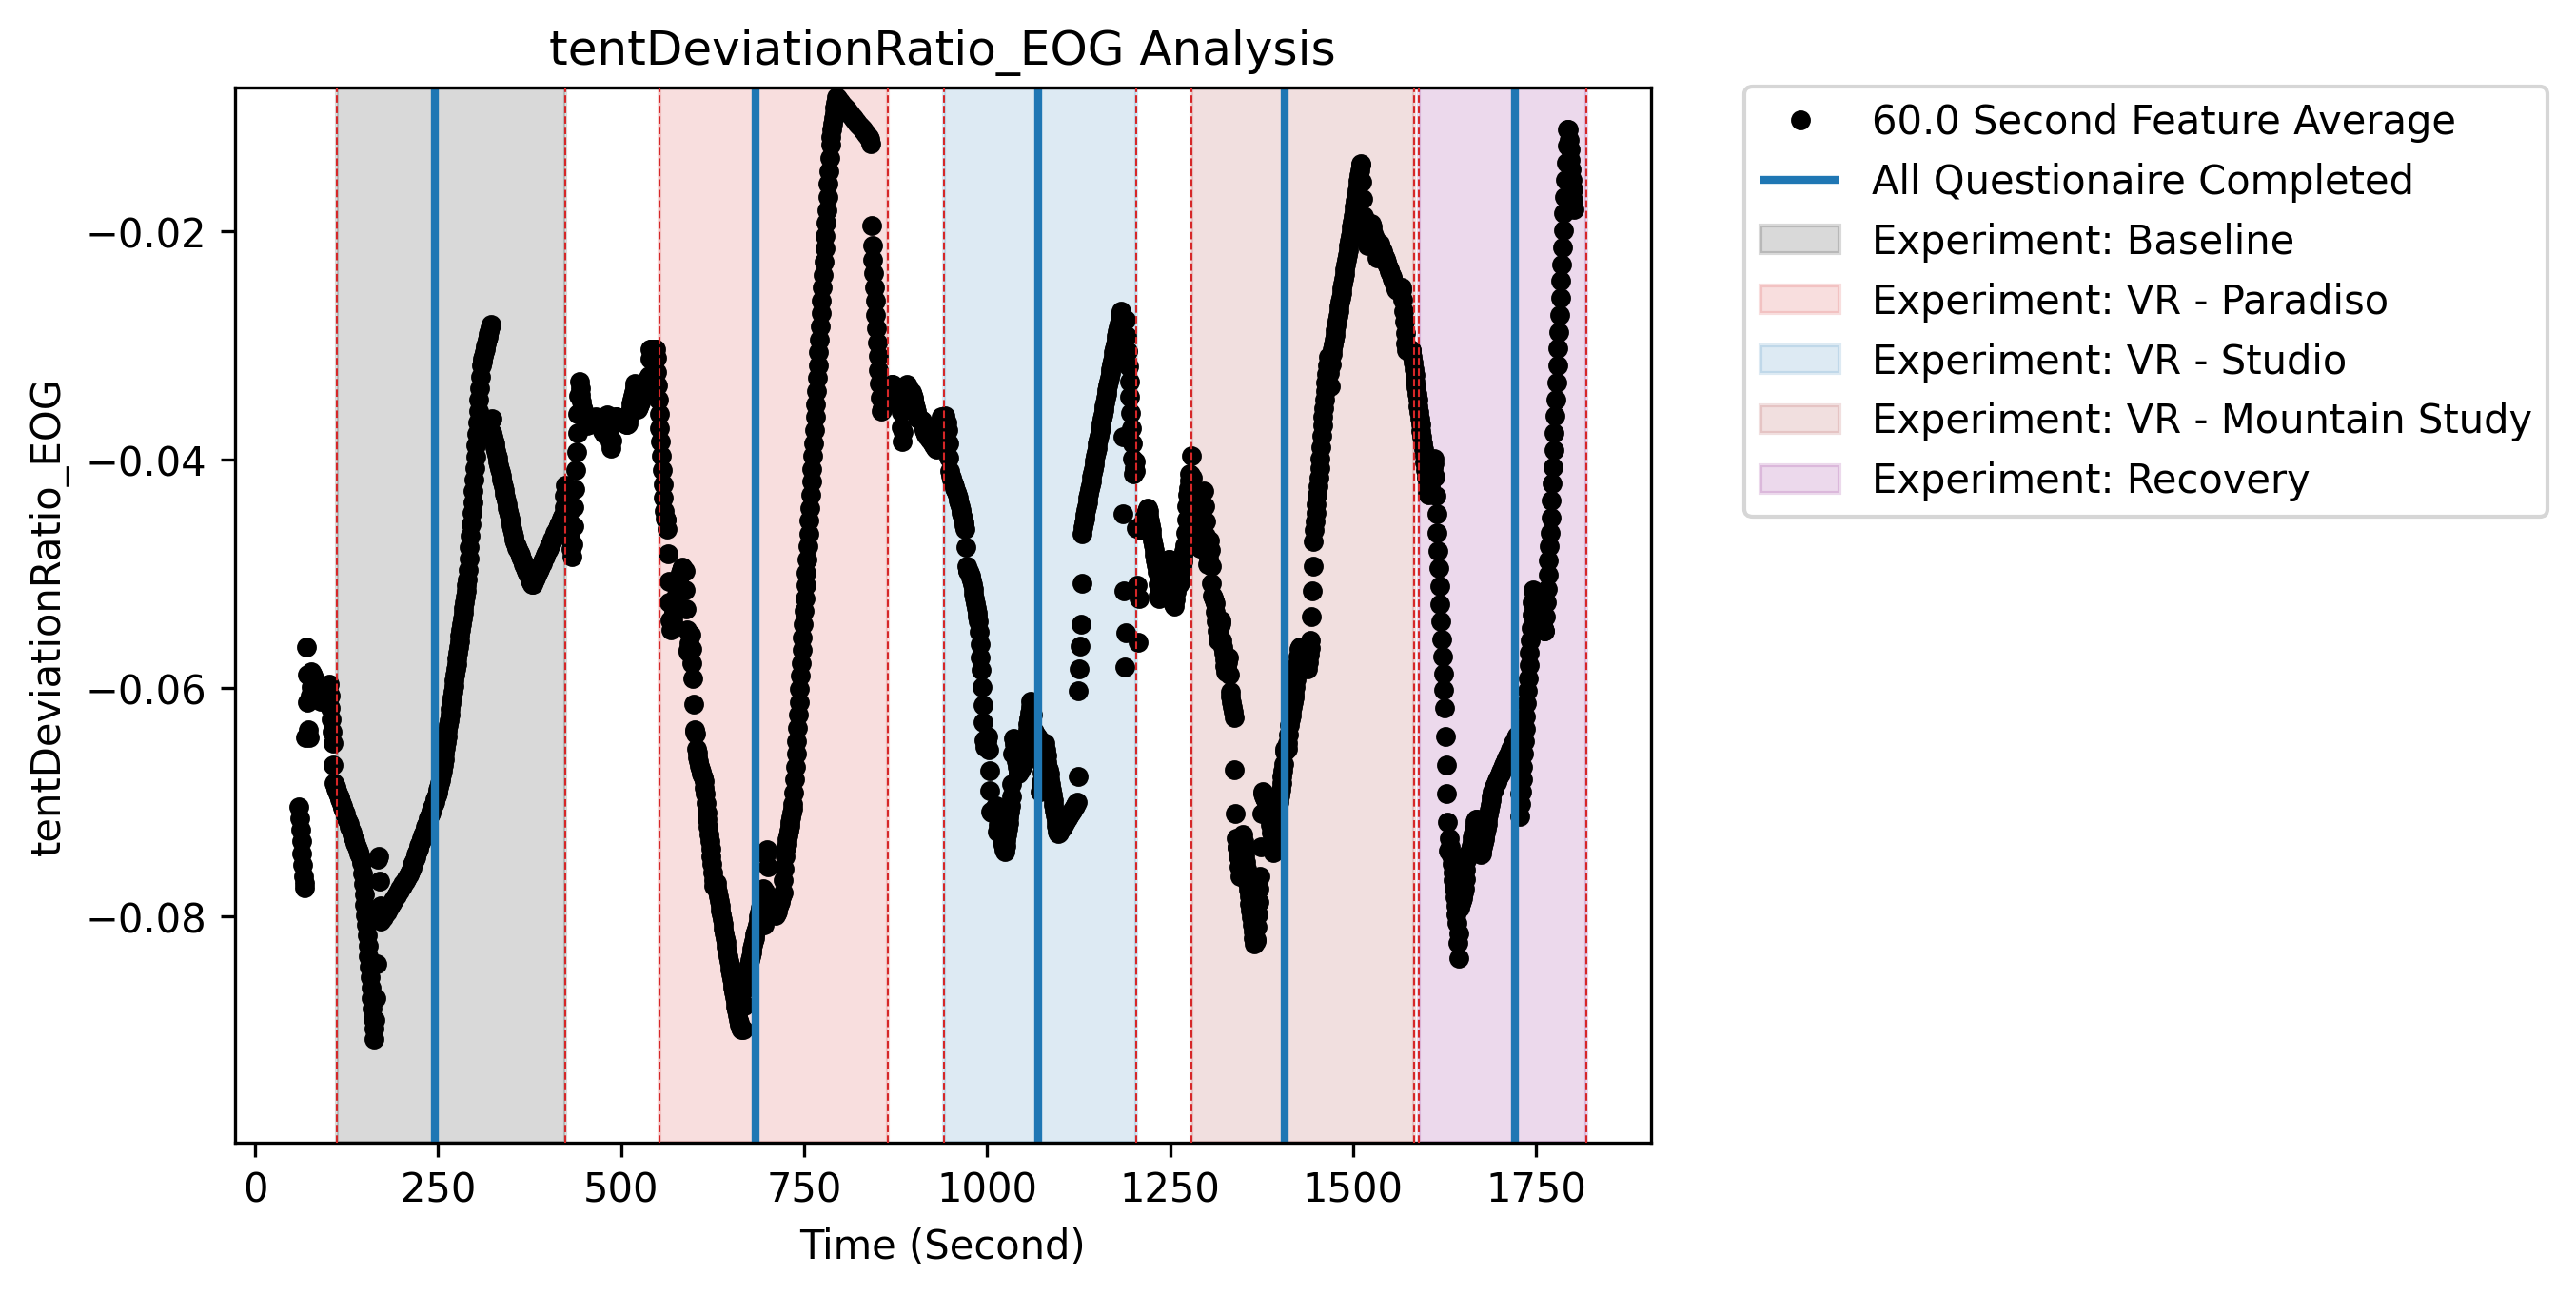 tentDeviationRatio_EOG Analysis
tentDeviationRatio_EOG
−0.02
−0.04
−0.06
−0.08
0 250 500 750 1000 1250 1500 1750
Time (Second)
60.0 Second Feature Average
All Questionaire Completed
Experiment: Baseline
Experiment: VR - Paradiso
Experiment: VR - Studio
Experiment: VR - Mountain Study
Experiment: Recovery